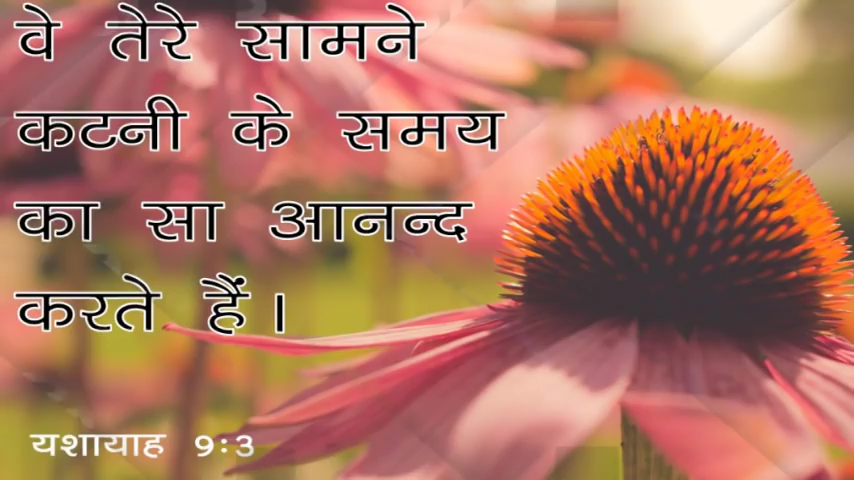 वे तेरे सामने
कटनी के समय
का सा आनन्द
करते हैं।
यशायाह 9:3